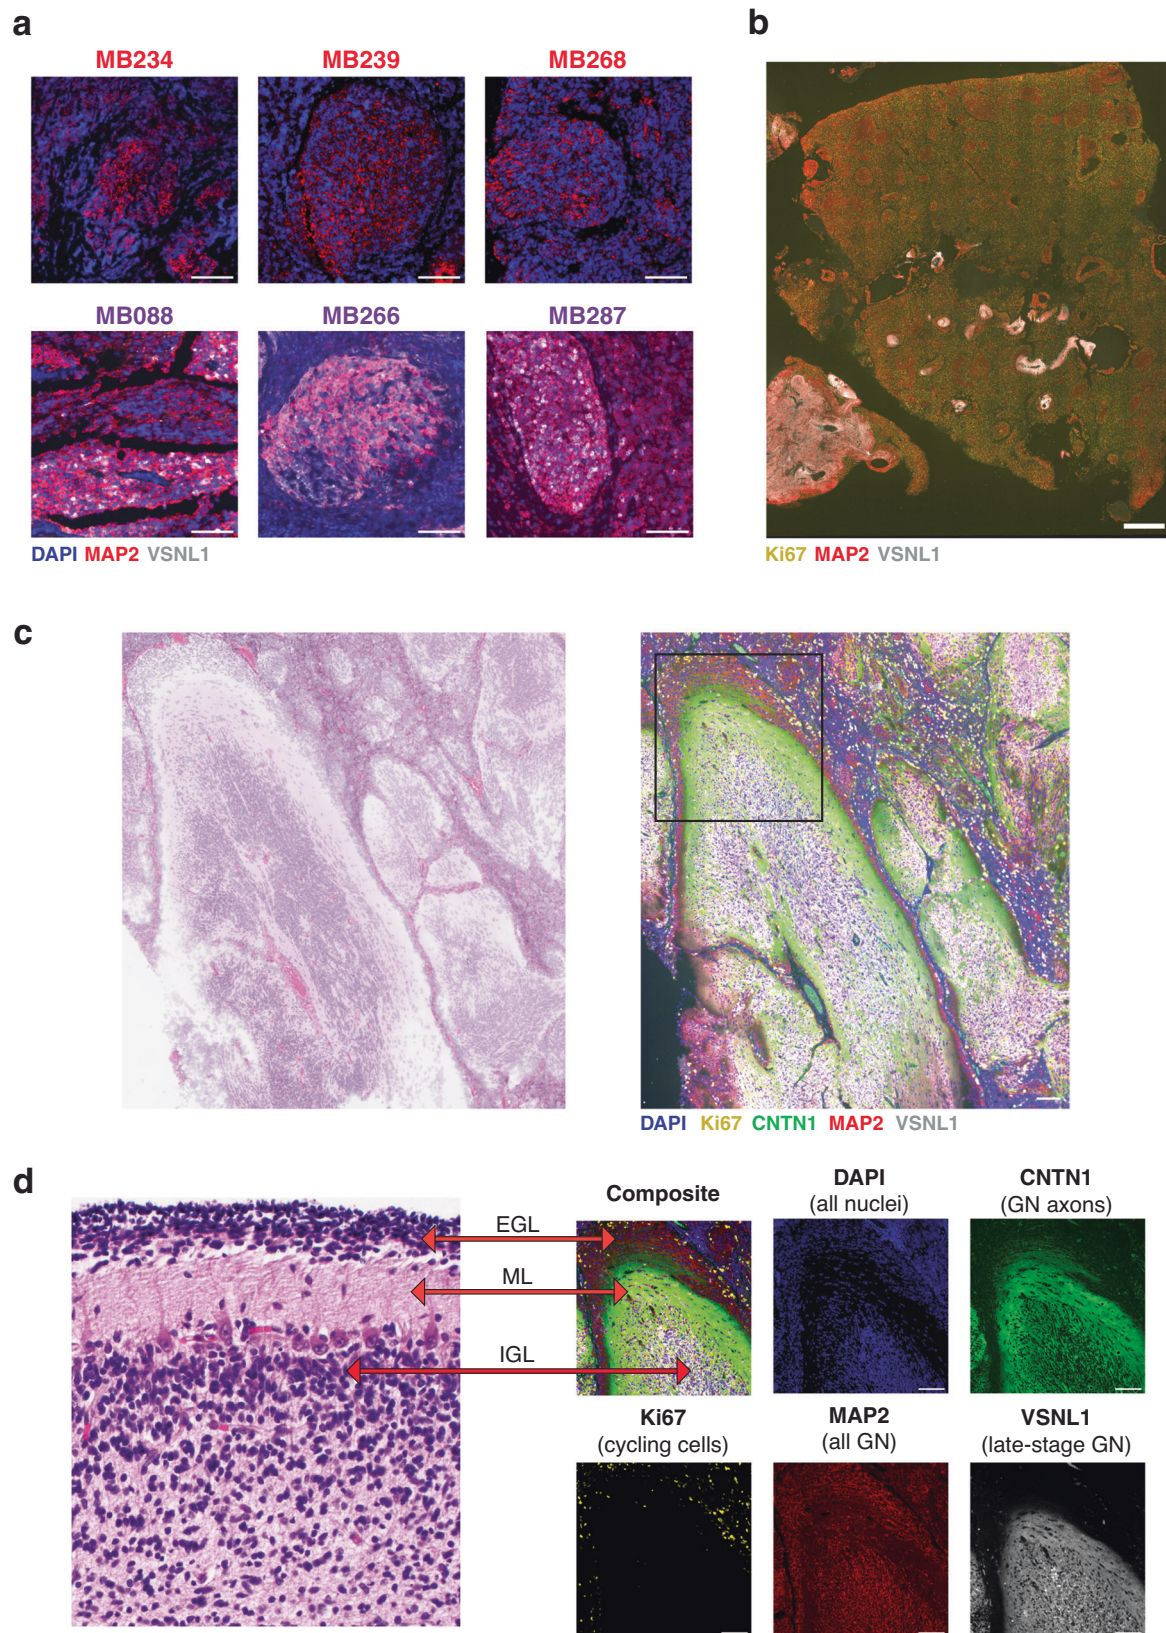 a
MB234 MB239 MB268
MB088 MB266 MB287
DAPI MAP2 VSNL1
b
Ki67 MAP2 VSNL1
c
DAPI Ki67 CNTN1 MAP2 VSNL1
d
EGL
ML
IGL
Composite
DAPI
(all nuclei)
CNTN1
(GN axons)
Ki67
(cycling cells)
MAP2
(all GN)
VSNL1
(late-stage GN)